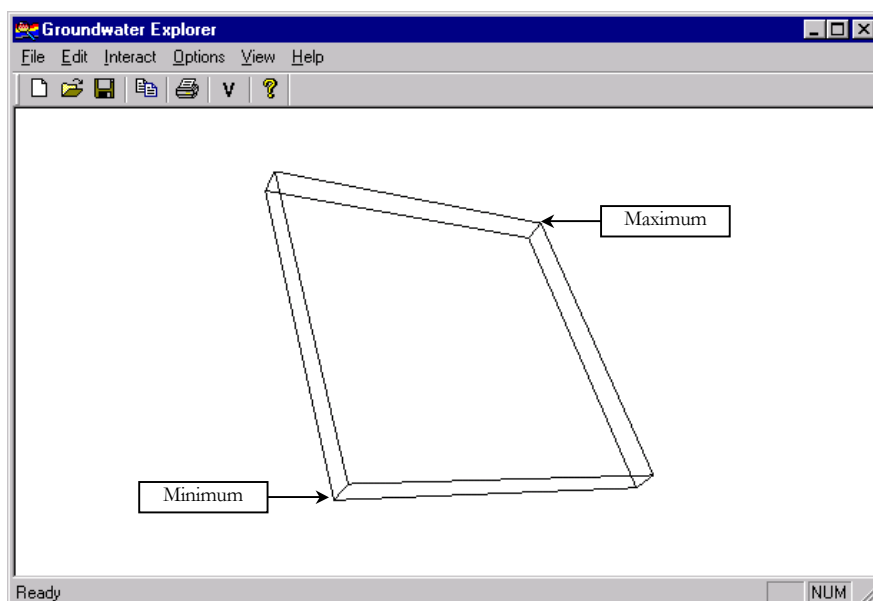 Groundwater Explorer
File Edit Interact Options View Help
V ?
Maximum
Minimum
Ready NUM